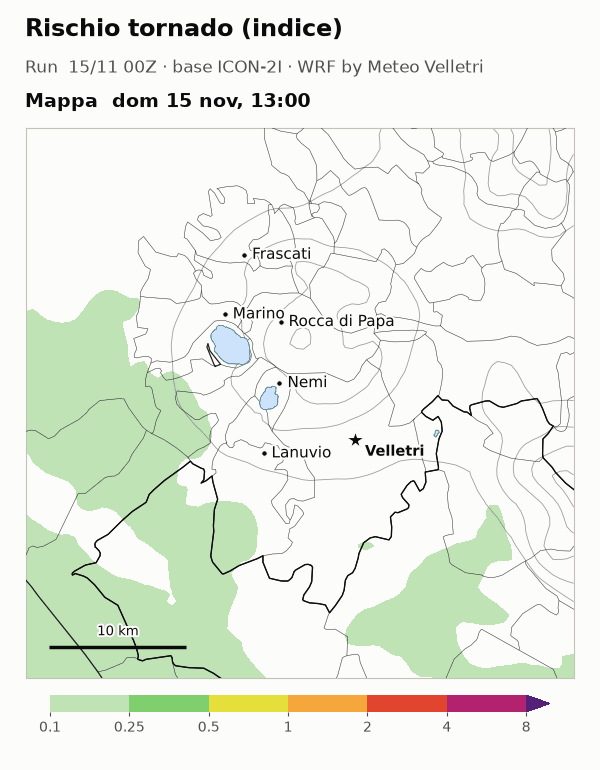 Rischio tornado (indice)
Run  15/11 00Z · base ICON-2I · WRF by Meteo Velletri
Mappa  dom 15 nov, 13:00
Frascati
Marino
Rocca di Papa
Nemi
Velletri
Lanuvio
10 km
0.1 0.25 0.5 1 2 4 8